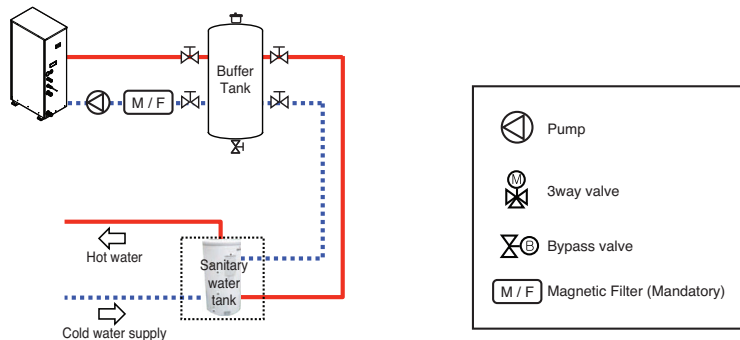 Buffer
Tank
M / F
Hot water
Sanitary
water
tank
Cold water supply
Pump
M
3way valve
B
Bypass valve
M / F
Magnetic Filter (Mandatory)